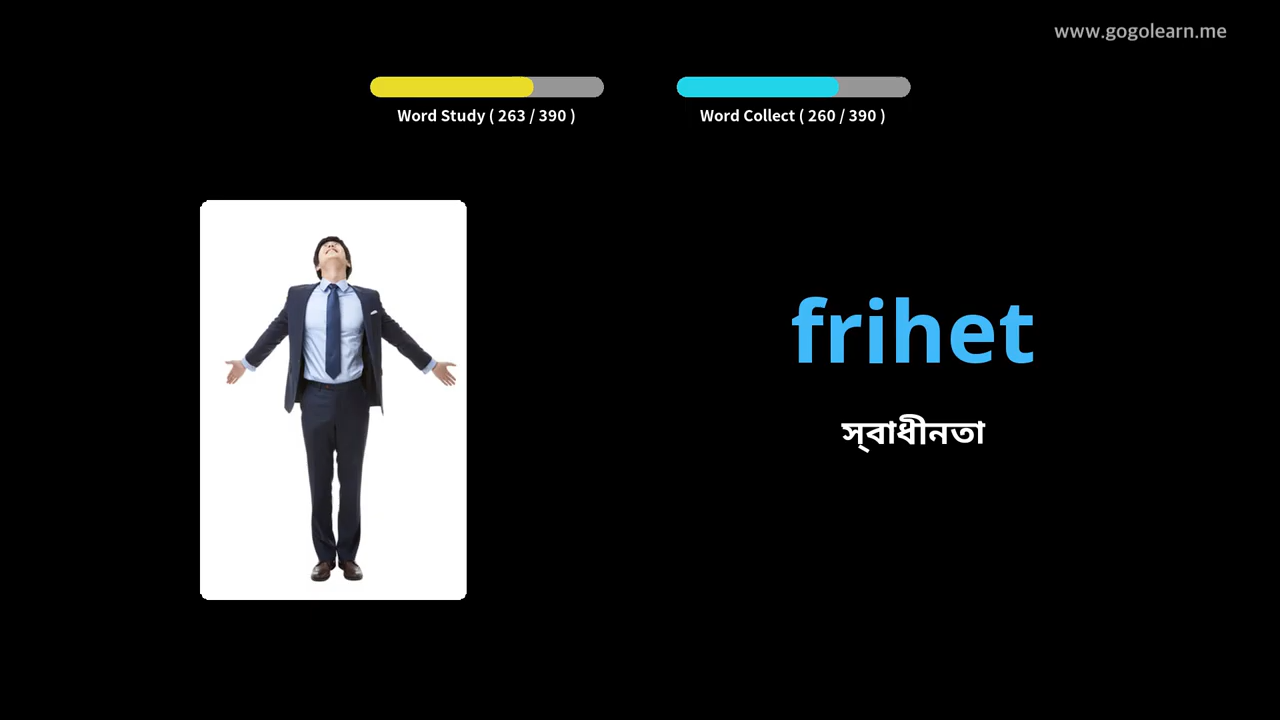 www.gogolearn.me
Word Study ( 263 / 390 )
Word Collect ( 260 / 390 )
frihet
স্বাধীনতা